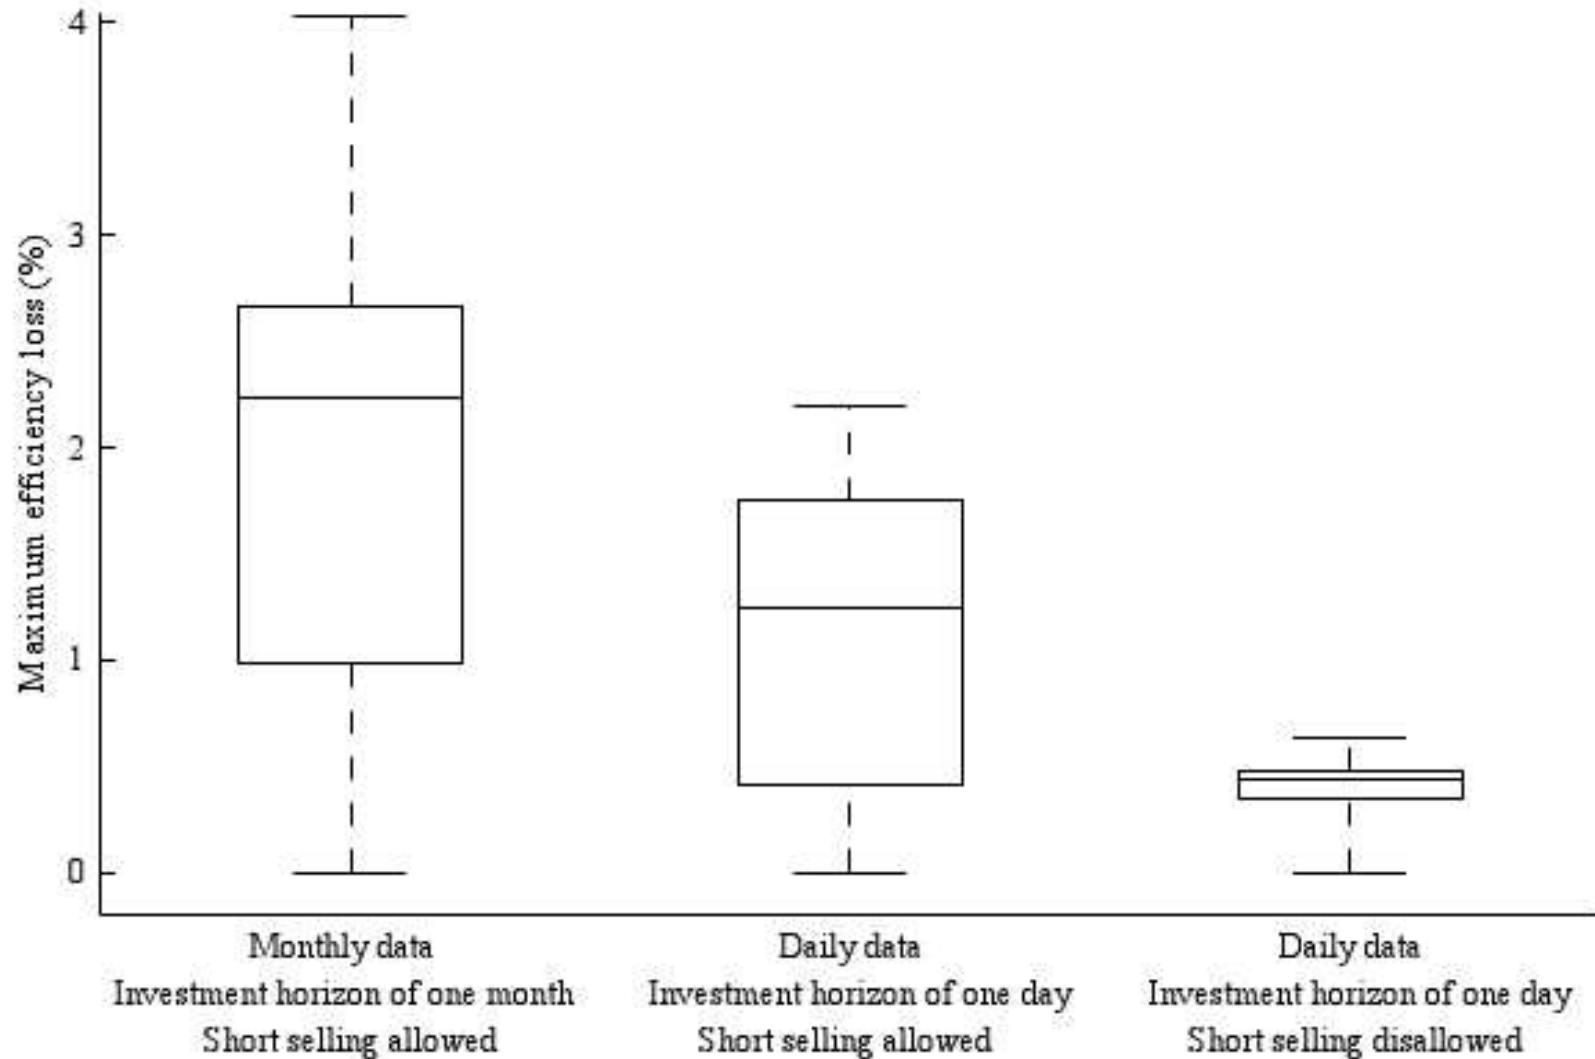 Maximum efficiency loss (%)
4
3
2
1
0
Monthly data
Investment horizon of one month
Short selling allowed
Daily data
Investment horizon of one day
Short selling allowed
Daily data
Investment horizon of one day
Short selling disallowed